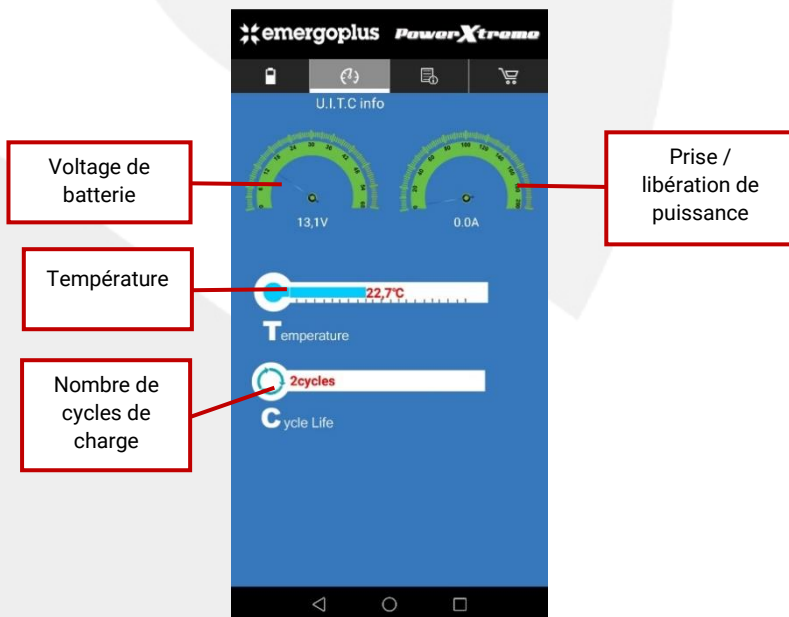 emergoplus PowerXtreme
U.I.T.C info
Voltage de
batterie
Prise /
libération de
puissance
13,1V
0.0A
Température
22,7°C
Temperature
Nombre de
cycles de
charge
2cycles
Cycle Life